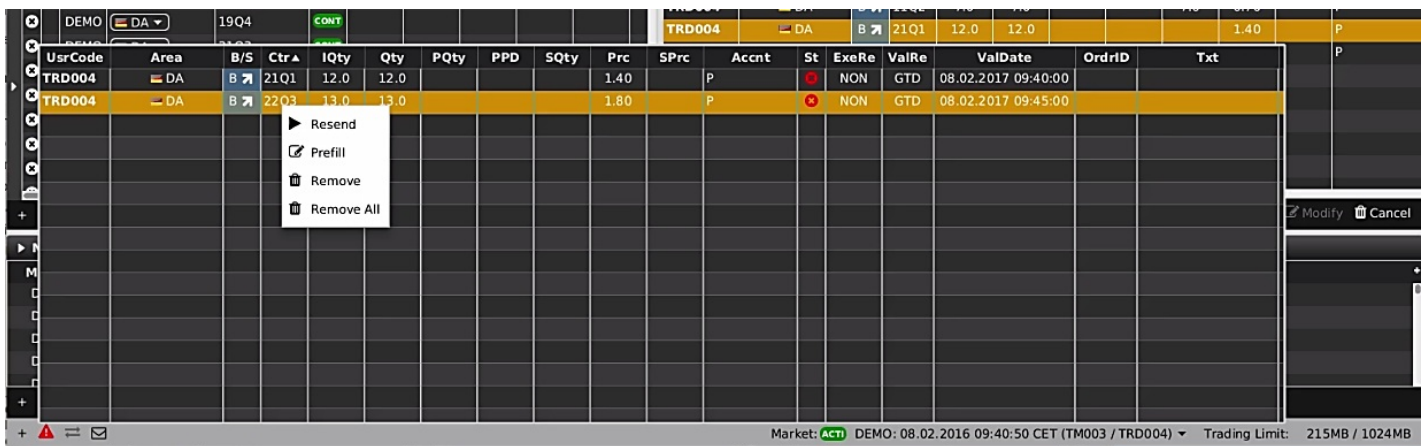 DEMO DA 19Q4 CONT
TRD004 DA B 21Q1 12.0 12.0 1.40 P
P
UsrCode Area B/S Ctr IQty Qty PQty PPD SQty Prc SPrc Accnt St ExeRe ValRe ValDate OrdrID Txt
TRD004 DA B 21Q1 12.0 12.0 1.40 P NON GTD 08.02.2017 09:40:00
TRD004 DA B 22Q3 13.0 13.0 1.80 P NON GTD 08.02.2017 09:45:00
Resend
Prefill
Remove
Remove All
+ Modify Cancel
M +
+
+ Market: ACTI DEMO: 08.02.2016 09:40:50 CET (TM003 / TRD004) Trading Limit: 215MB / 1024MB